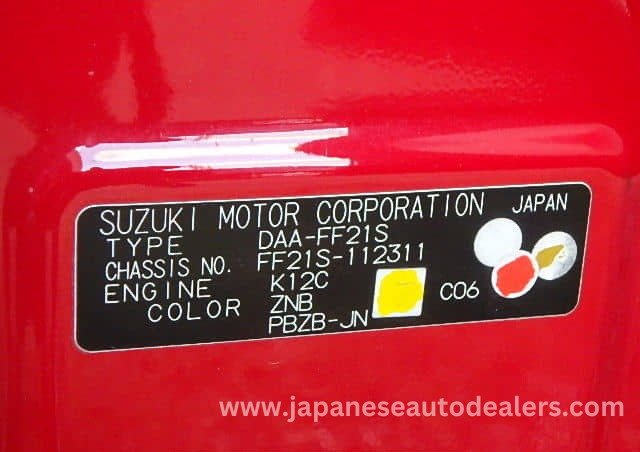 SUZUKI MOTOR CORPORATION JAPAN
TYPE DAA-FF21S
CHASSIS NO. FF21S-112311
ENGINE K12C
COLOR ZNB C06
PBZB-JN
www.japaneseautodealers.com